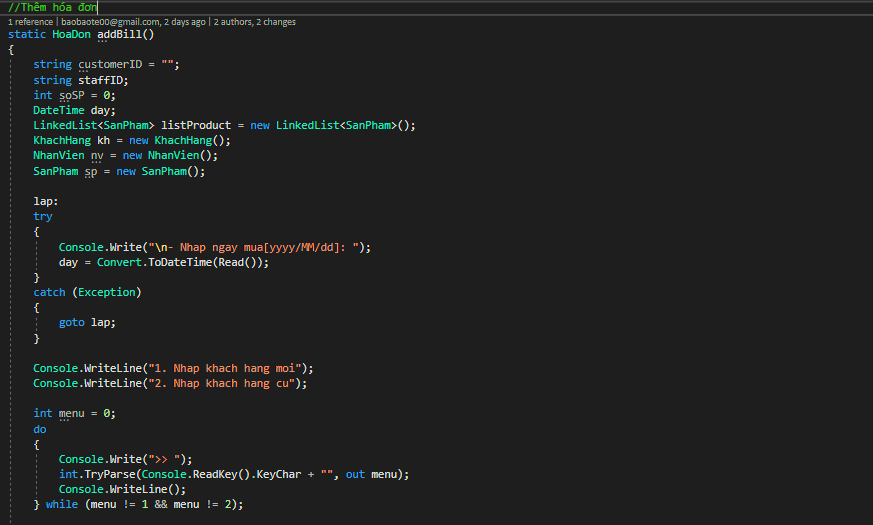 //Thêm hóa đơn
1 reference | baobaote00@gmail.com, 2 days ago | 2 authors, 2 changes
static HoaDon addBill()
{
    string customerID = "";
    string staffID;
    int soSP = 0;
    DateTime day;
    LinkedList<SanPham> listProduct = new LinkedList<SanPham>();
    KhachHang kh = new KhachHang();
    NhanVien nv = new NhanVien();
    SanPham sp = new SanPham();

    lap:
    try
    {
        Console.Write("\n- Nhap ngay mua[yyyy/MM/dd]: ");
        day = Convert.ToDateTime(Read());
    }
    catch (Exception)
    {
        goto lap;
    }

    Console.WriteLine("1. Nhap khach hang moi");
    Console.WriteLine("2. Nhap khach hang cu");

    int menu = 0;
    do
    {
        Console.Write(">> ");
        int.TryParse(Console.ReadKey().KeyChar + "", out menu);
        Console.WriteLine();
    } while (menu != 1 && menu != 2);